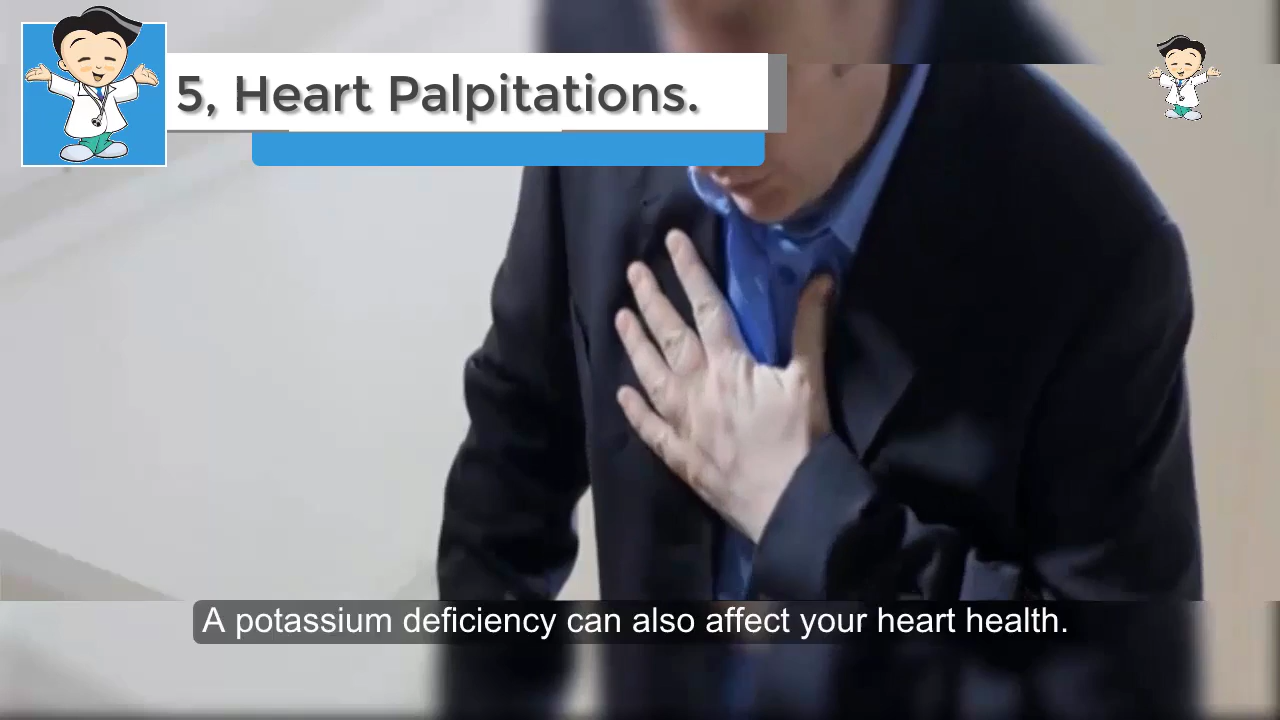 5, Heart Palpitations.
A potassium deficiency can also affect your heart health.